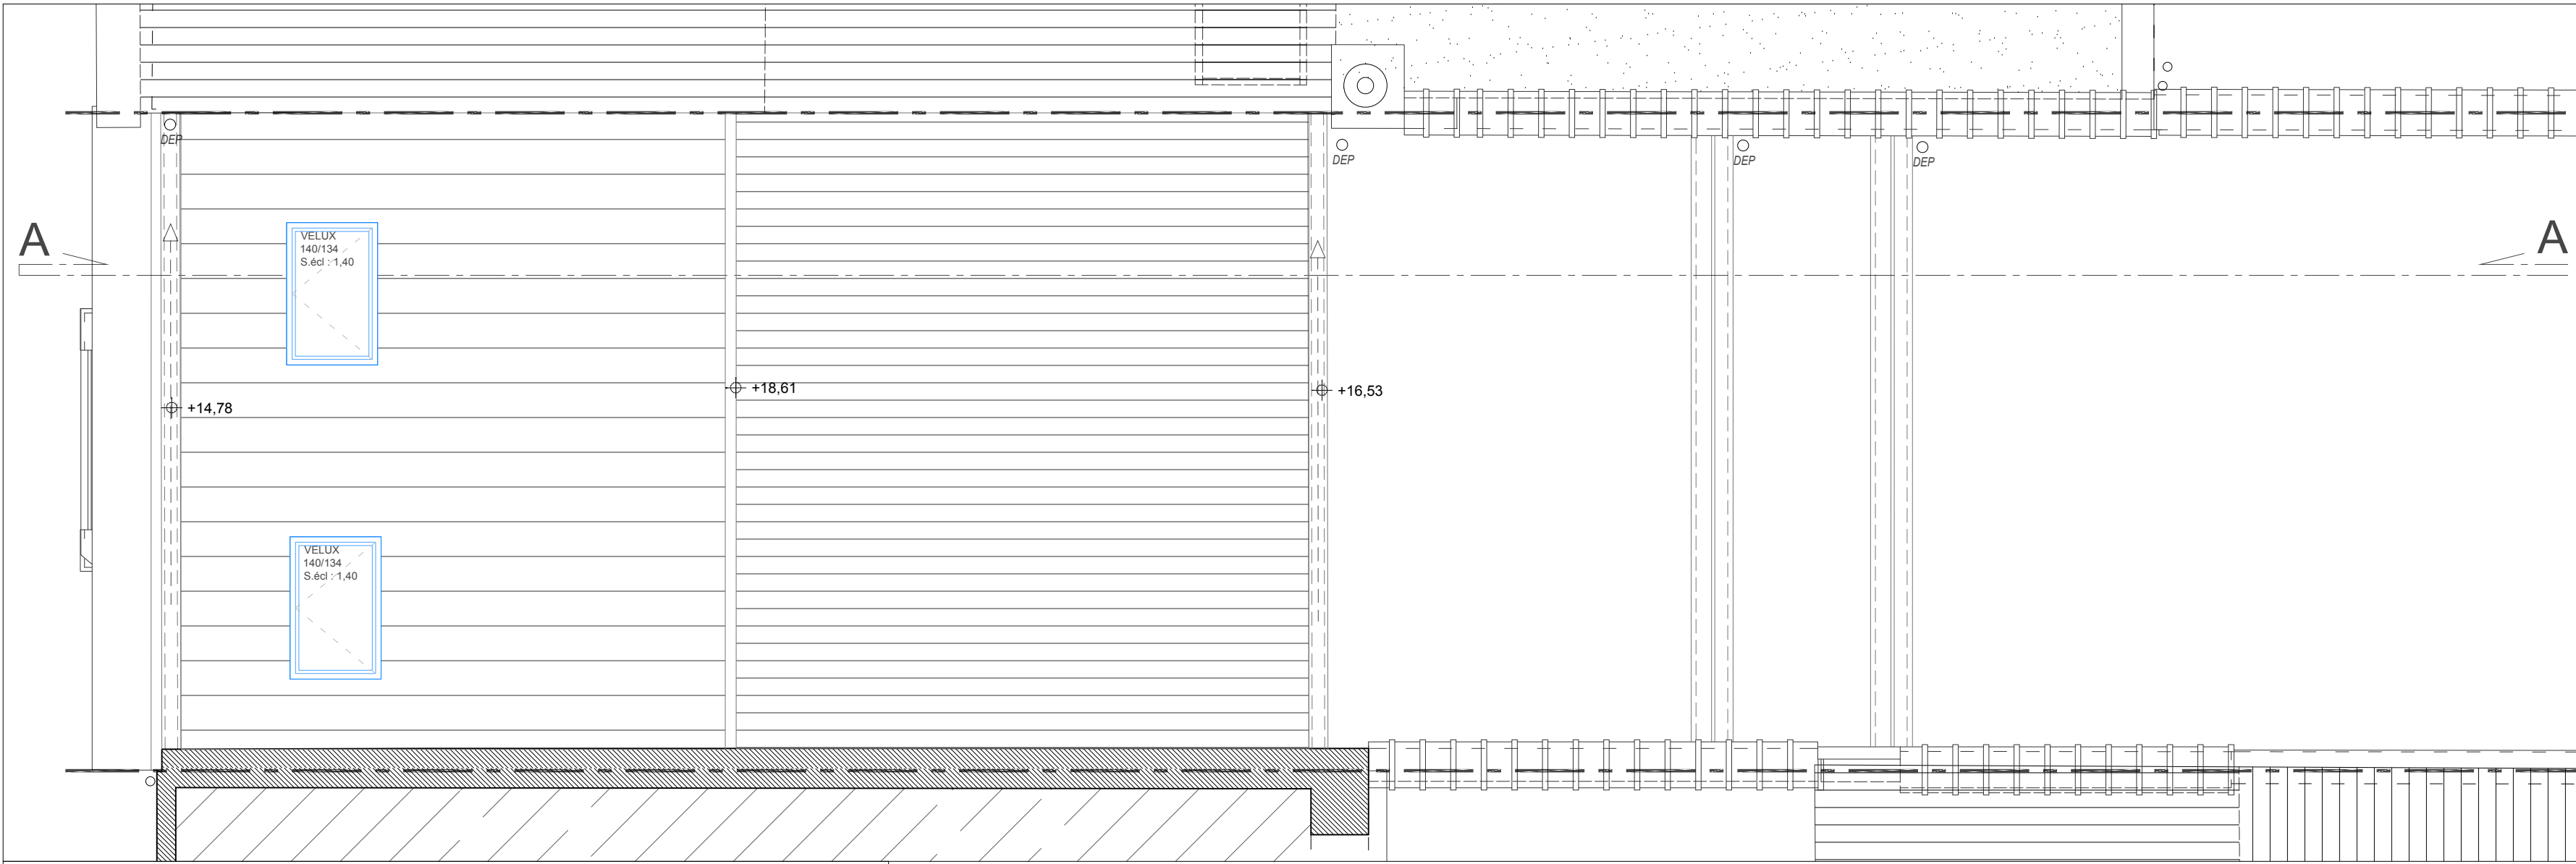 DEP
DEP
DEP
DEP
A
A
VELUX
140/134
S.écl : 1,40
+14,78
+18,61
+16,53
VELUX
140/134
S.écl : 1,40